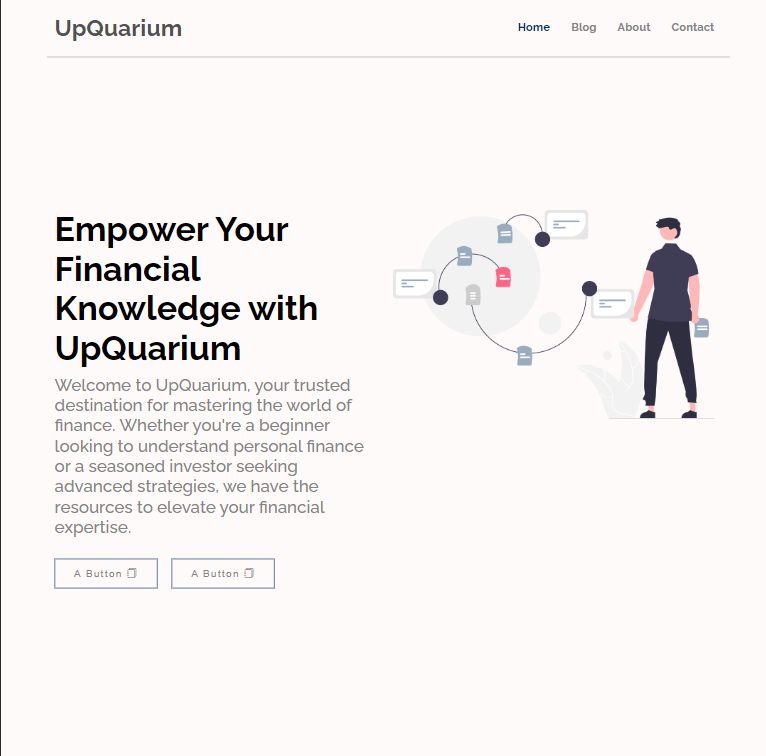 UpQuarium
Home Blog About Contact
Empower Your
Financial
Knowledge with
UpQuarium
Welcome to UpQuarium, your trusted
destination for mastering the world of
finance. Whether you're a beginner
looking to understand personal finance
or a seasoned investor seeking
advanced strategies, we have the
resources to elevate your financial
expertise.
A Button
A Button